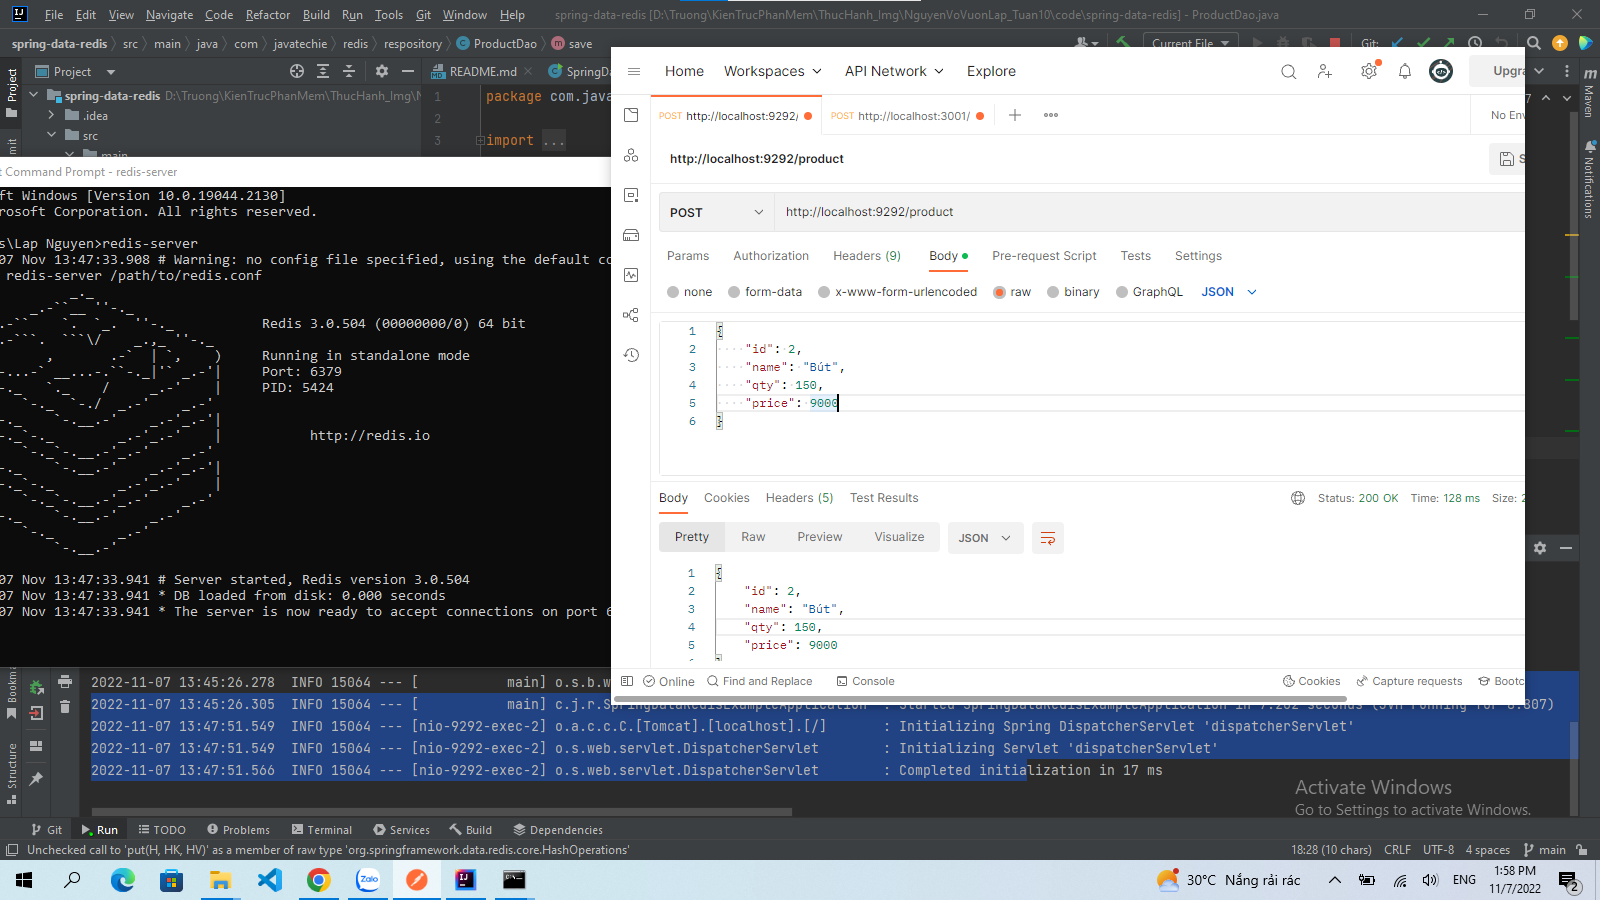 File Edit View Navigate Code Refactor Build Run Tools Git Window Help spring-data-redis [D:\Truong\KienTrucPhanMem\ThucHanh_lmg\NguyenVoVuonLap_Tuan10\code\spring-data-redis] - ProductDao.java
spring-data-redis src main java com javatechie redis respository ProductDao save Current File Git:
Project
Project README.md
spring-data-redis D:\Truong\KienTrucPhanMem\ThucHanh_lmg\N
.idea
src
main
1 package com.java
2
3 import ...
Maven
Notifications
Command Prompt - redis-server
ft Windows [Version 10.0.19044.2130]
rosoft Corporation. All rights reserved.
s\Lap Nguyen>redis-server
07 Nov 13:47:33.908 # Warning: no config file specified, using the default co
redis-server /path/to/redis.conf
Redis 3.0.504 (00000000/0) 64 bit
Running in standalone mode
Port: 6379
PID: 5424
http://redis.io
07 Nov 13:47:33.941 # Server started, Redis version 3.0.504
07 Nov 13:47:33.941 * DB loaded from disk: 0.000 seconds
07 Nov 13:47:33.941 * The server is now ready to accept connections on port 6
Home Workspaces API Network Explore Upgra
POST http://localhost:9292/ POST http://localhost:3001/ No Env
http://localhost:9292/product
POST http://localhost:9292/product
Params Authorization Headers (9) Body Pre-request Script Tests Settings
none form-data x-www-form-urlencoded raw binary GraphQL JSON
1 {
2 "id": 2,
3 "name": "Bút",
4 "qty": 150,
5 "price": 9000
6 }
Body Cookies Headers (5) Test Results Status: 200 OK Time: 128 ms Size: 2
Pretty Raw Preview Visualize JSON
1 {
2 "id": 2,
3 "name": "Bút",
4 "qty": 150,
5 "price": 9000
Online Find and Replace Console Cookies Capture requests Bootc
Structure
2022-11-07 13:45:26.278 INFO 15064 --- [ main] o.s.b.w
2022-11-07 13:45:26.305 INFO 15064 --- [ main] c.j.r.SpringDataRedisExampleApplication : Started SpringDataRedisExampleApplication in 7.262 seconds (JVM running for 8.807)
2022-11-07 13:47:51.549 INFO 15064 --- [nio-9292-exec-2] o.a.c.c.C.[Tomcat].[localhost].[/] : Initializing Spring DispatcherServlet 'dispatcherServlet'
2022-11-07 13:47:51.549 INFO 15064 --- [nio-9292-exec-2] o.s.web.servlet.DispatcherServlet : Initializing Servlet 'dispatcherServlet'
2022-11-07 13:47:51.566 INFO 15064 --- [nio-9292-exec-2] o.s.web.servlet.DispatcherServlet : Completed initialization in 17 ms
Activate Windows
Go to Settings to activate Windows.
Git Run TODO Problems Terminal Services Build Dependencies
Unchecked call to 'put(H, HK, HV)' as a member of raw type 'org.springframework.data.redis.core.HashOperations' 18:28 (10 chars) CRLF UTF-8 4 spaces main
Zalo 30°C Nắng rải rác ENG 1:58 PM
11/7/2022 2